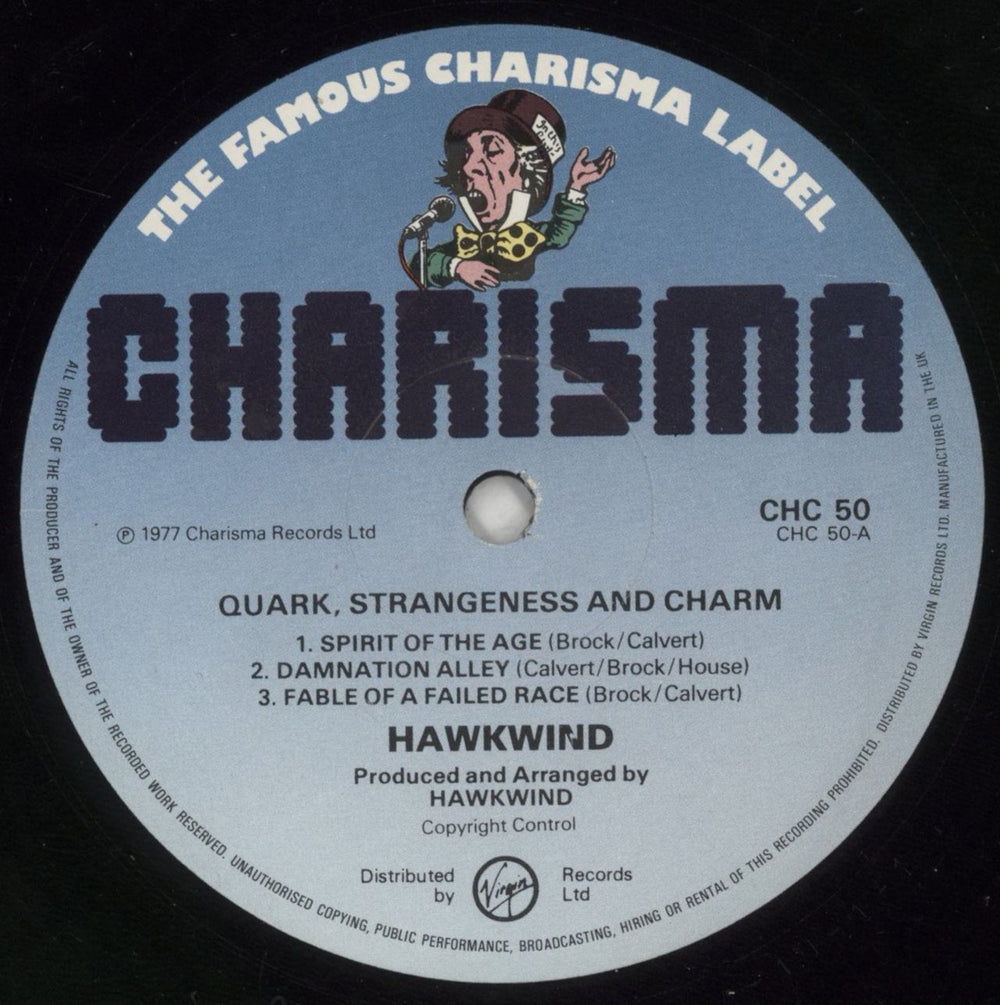 THE FAMOUS CHARISMA LABEL
In this
CHARISMA
℗ 1977 Charisma Records Ltd
CHC 50
CHC 50-A
QUARK, STRANGENESS AND CHARM
1. SPIRIT OF THE AGE (Brock/Calvert)
2. DAMNATION ALLEY (Calvert/Brock/House)
3. FABLE OF A FAILED RACE (Brock/Calvert)
HAWKWIND
Produced and Arranged by
HAWKWIND
Copyright Control
Distributed by
Virgin
Records Ltd
ALL RIGHTS OF THE PRODUCER AND OF THE OWNER OF THE RECORDED WORK RESERVED. UNAUTHORISED COPYING, PUBLIC PERFORMANCE, BROADCASTING, HIRING OR RENTAL OF THIS RECORDING PROHIBITED. DISTRIBUTED BY VIRGIN RECORDS LTD. MANUFACTURED IN THE UK